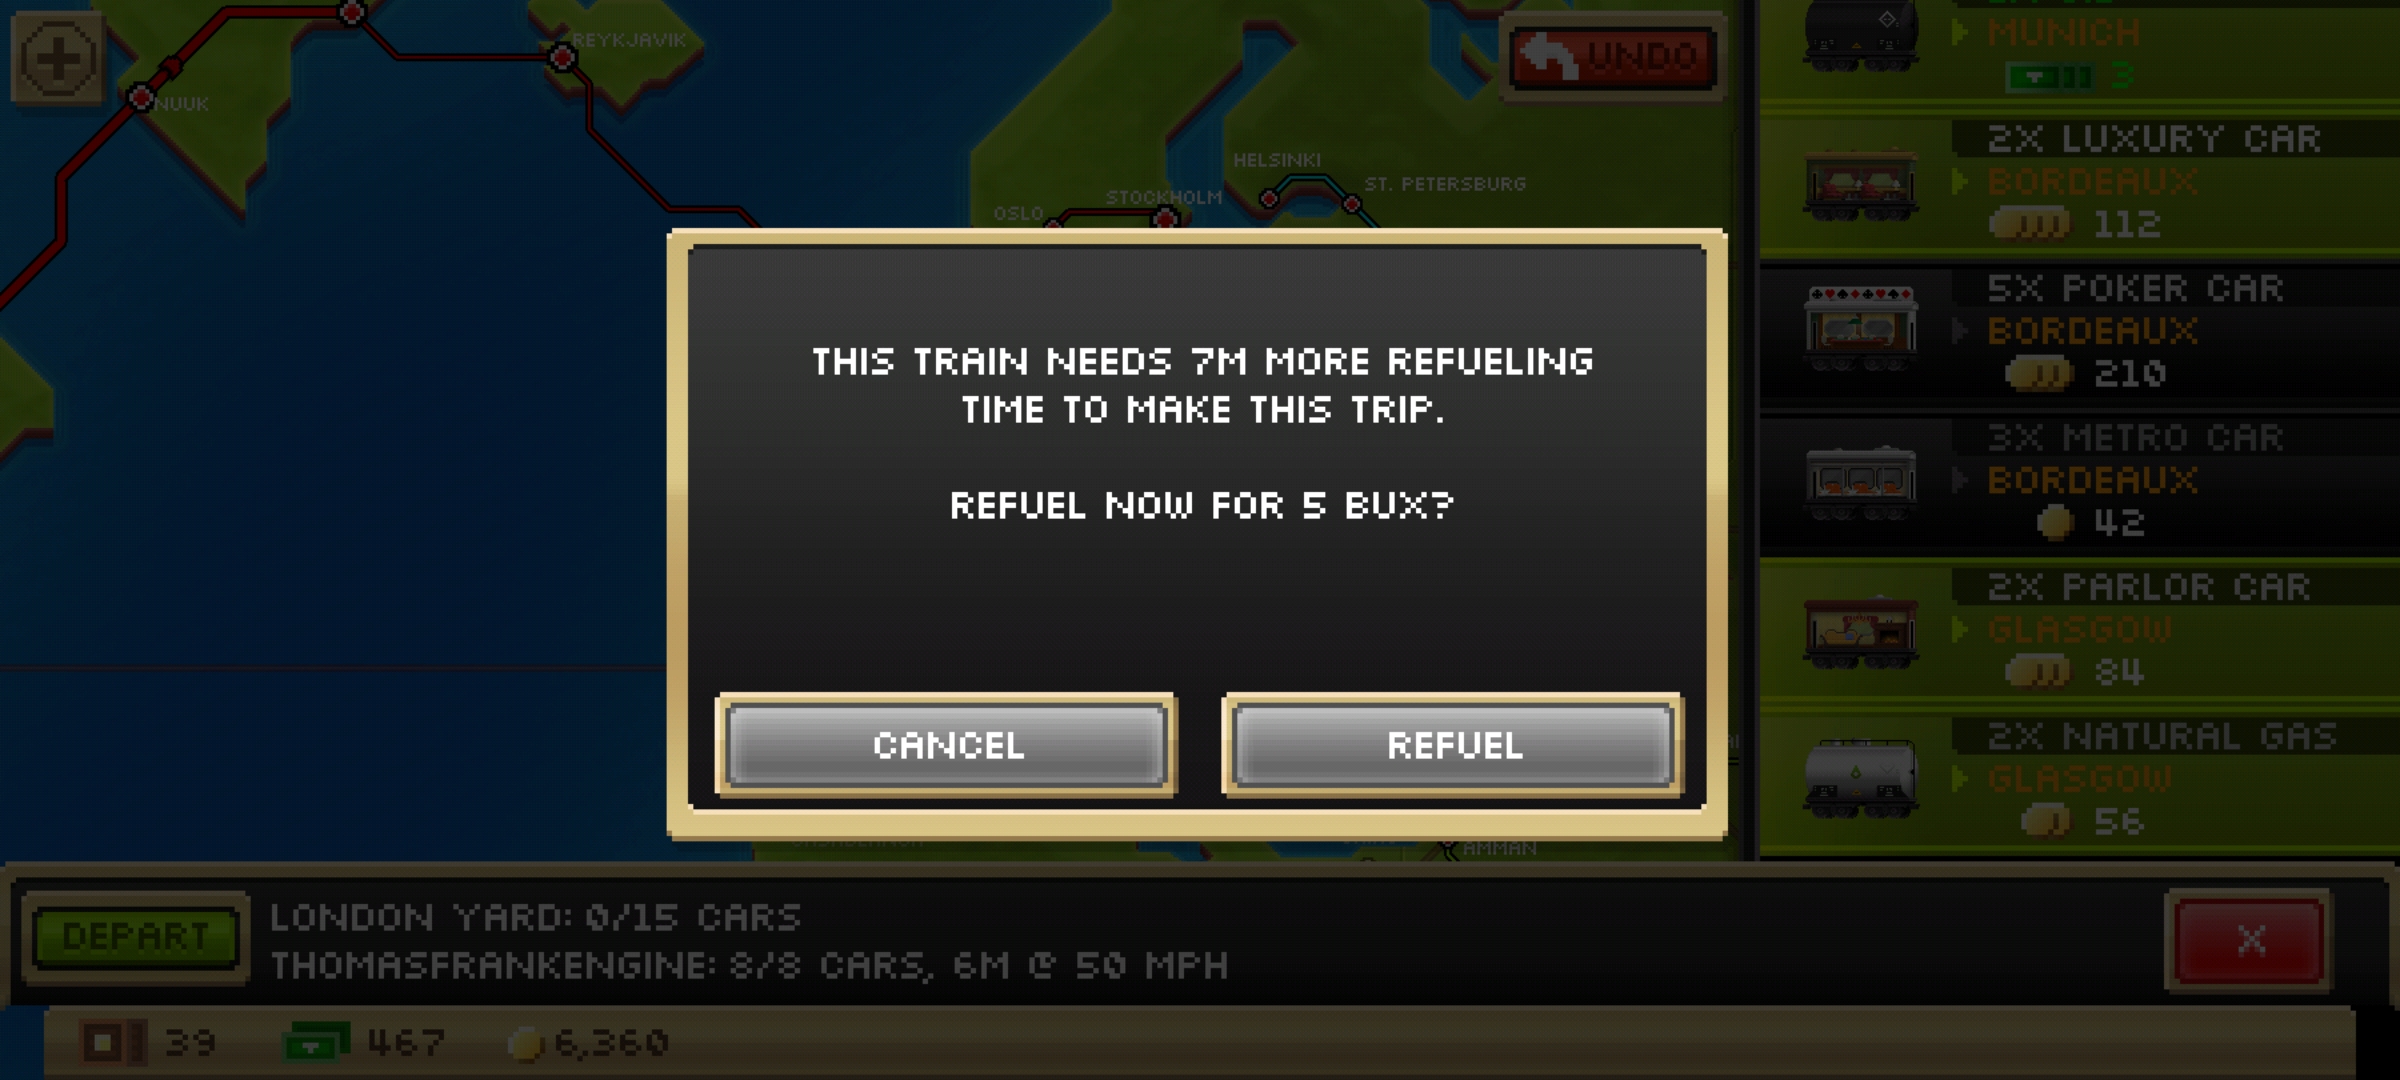 REYKJAVIK
NUUK
HELSINKI
ST. PETERSBURG
STOCKHOLM
OSLO
UNDO
MUNICH
3
2X LUXURY CAR
BORDEAUX
112
5X POKER CAR
BORDEAUX
210
3X METRO CAR
BORDEAUX
42
2X PARLOR CAR
GLASGOW
84
2X NATURAL GAS
GLASGOW
56
THIS TRAIN NEEDS 7M MORE REFUELING
TIME TO MAKE THIS TRIP.
REFUEL NOW FOR 5 BUX?
CANCEL
REFUEL
AMMAN
DEPART
LONDON YARD: 0/15 CARS
THOMASFRANKENGINE: 8/8 CARS, 6M @ 50 MPH
X
39
467
6,360